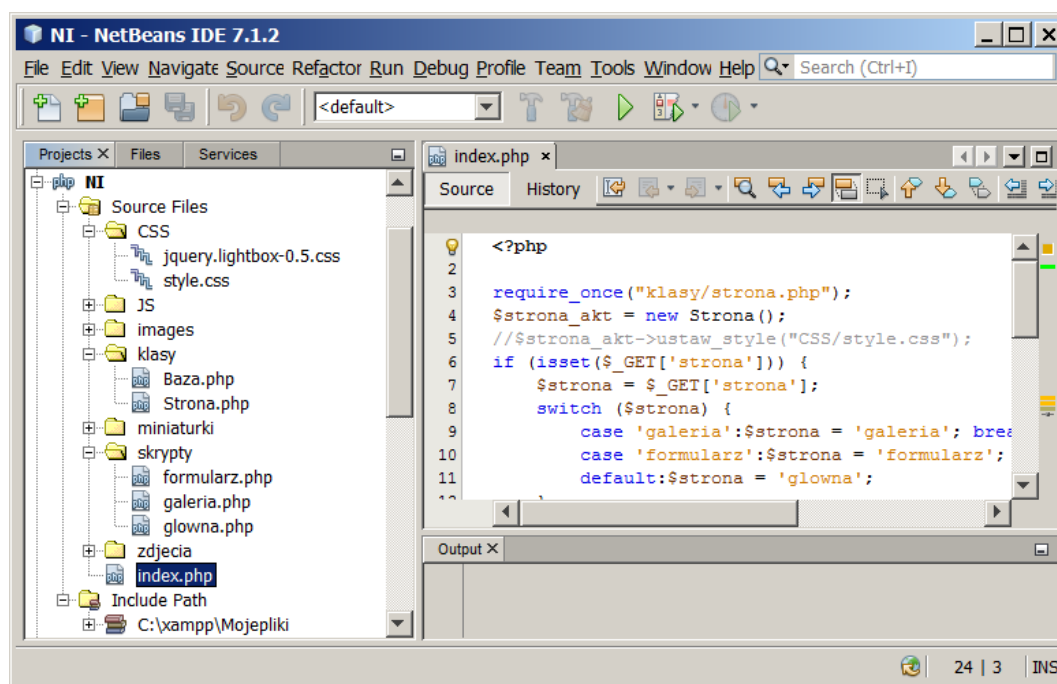 NI - NetBeans IDE 7.1.2
File Edit View Navigate Source Refactor Run Debug Profile Team Tools Window Help Search (Ctrl+I)
<default>
Projects Files Services
php NI
Source Files
CSS
jquery.lightbox-0.5.css
style.css
JS
images
klasy
Baza.php
Strona.php
miniaturki
skrypty
formularz.php
galeria.php
glowna.php
zdjecia
index.php
Include Path
C:\xampp\Mojepliki
index.php
Source History
<?php
2
3 require_once("klasy/strona.php");
4 $strona_akt = new Strona();
5 //$strona_akt->ustaw_style("CSS/style.css");
6 if (isset($_GET['strona'])) {
7 $strona = $_GET['strona'];
8 switch ($strona) {
9 case 'galeria':$strona = 'galeria'; brea
10 case 'formularz':$strona = 'formularz';
11 default:$strona = 'glowna';
Output
24 | 3 INS